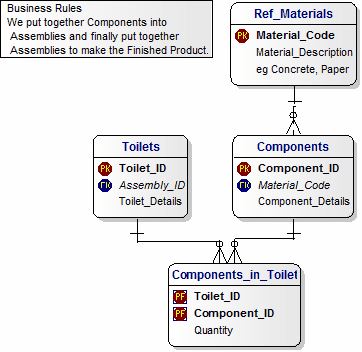 Business Rules
We put together Components into
Assemblies and finally put together
Assemblies to make the Finished Product.
Ref_Materials
PK Material_Code
Material_Description
eg Concrete, Paper
Toilets
PK Toilet_ID
FK Assembly_ID
Toilet_Details
Components
PK Component_ID
FK Material_Code
Component_Details
Components_in_Toilet
PF Toilet_ID
PF Component_ID
Quantity